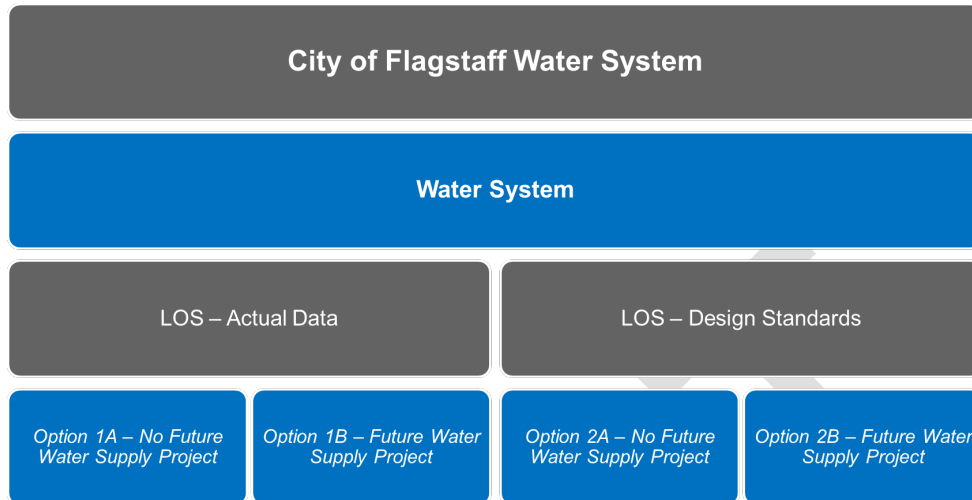 City of Flagstaff Water System
Water System
LOS – Actual Data
LOS – Design Standards
Option 1A – No Future
Water Supply Project
Option 1B – Future Water
Supply Project
Option 2A – No Future
Water Supply Project
Option 2B – Future Water
Supply Project